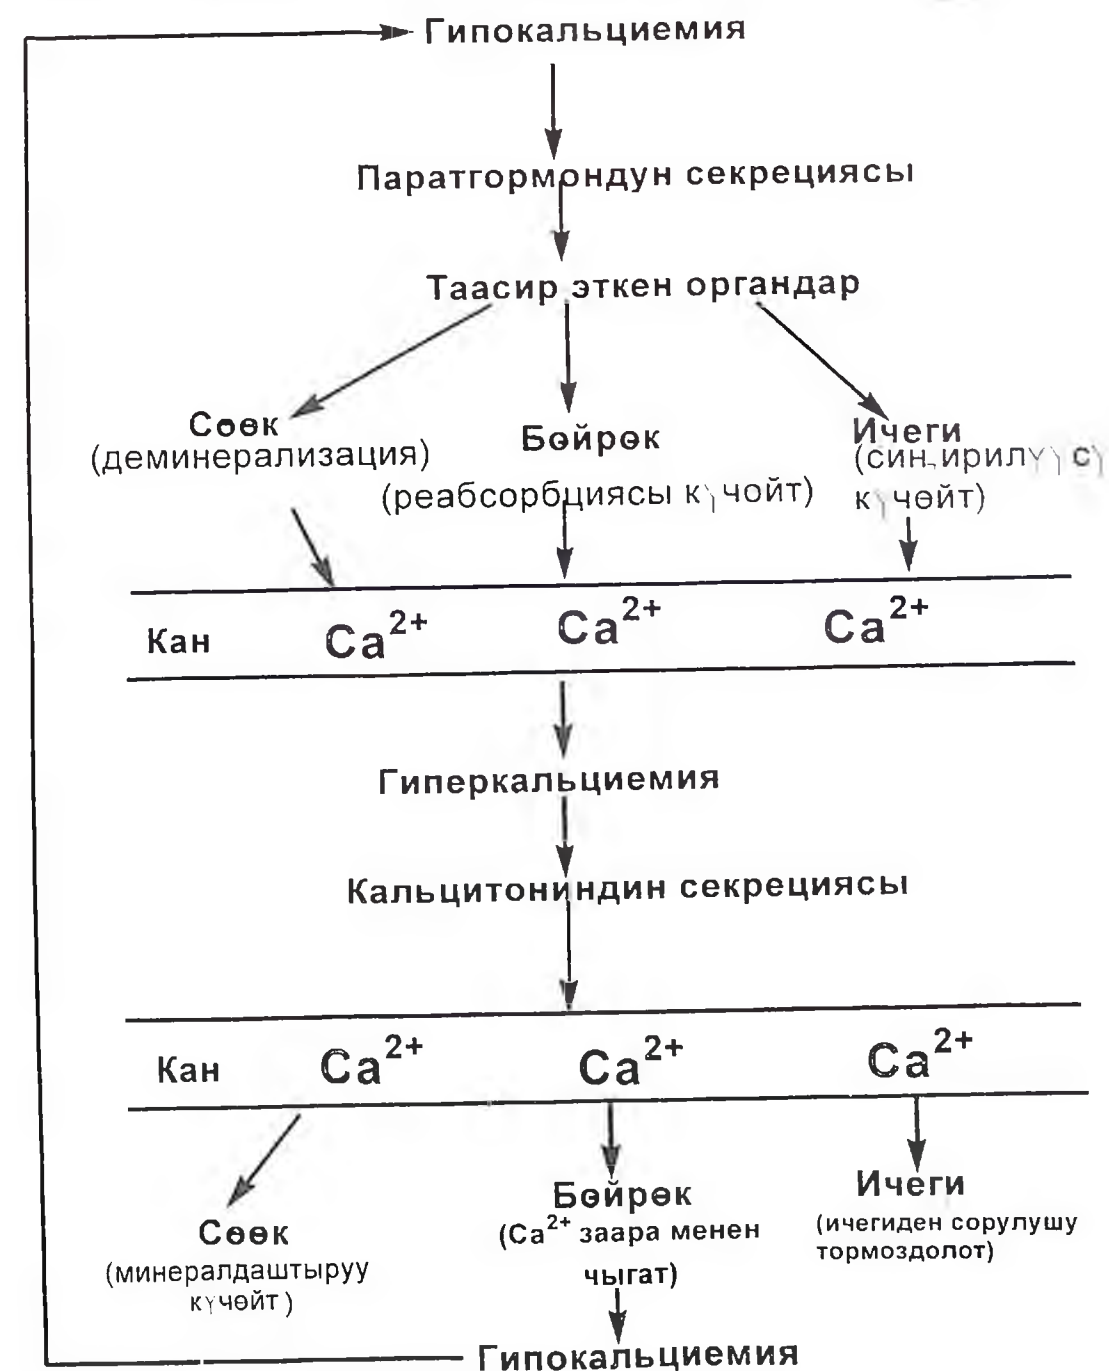 Гипокальциемия
Паратгормондун секрециясы
Таасир эткен органдар
Сөөк
(деминерализация)
Бөйрөк
(реабсорбциясы күчөйт)
Ичеги
күчөйт)
Кан Ca²⁺ Ca²⁺ Ca²⁺
Гиперкальциемия
Кальцитониндин секрециясы
Кан Ca²⁺ Ca²⁺ Ca²⁺
Сөөк
(минералдаштыруу
күчөйт)
Бөйрөк
(Ca²⁺ заара менен
чыгат)
Ичеги
(ичегиден сорулушу
тормоздолот)
Гипокальциемия